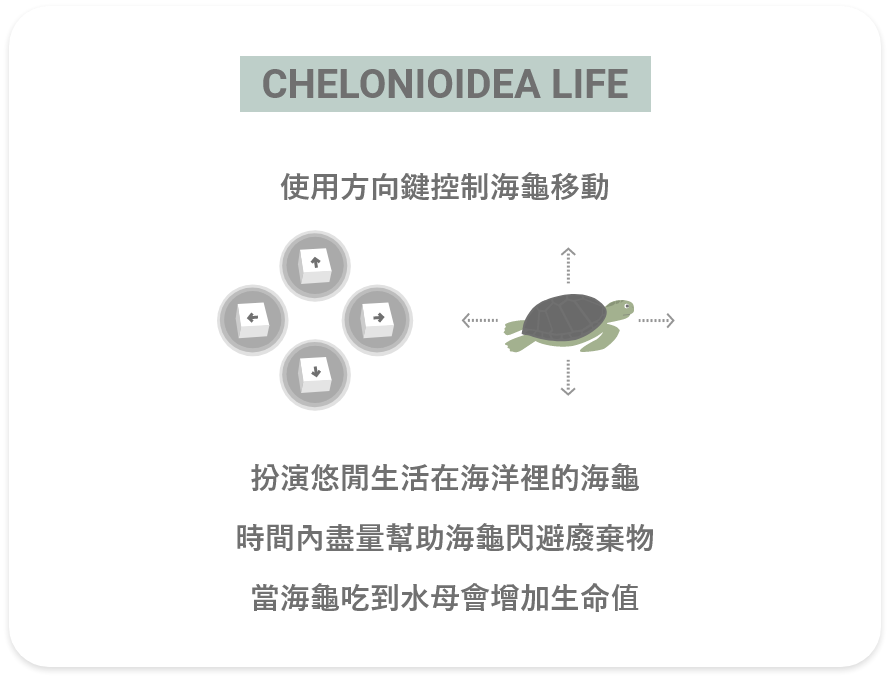 CHELONIOIDEA LIFE
使用方向鍵控制海龜移動
扮演悠閒生活在海洋裡的海龜
時間內盡量幫助海龜閃避廢棄物
當海龜吃到水母會增加生命值